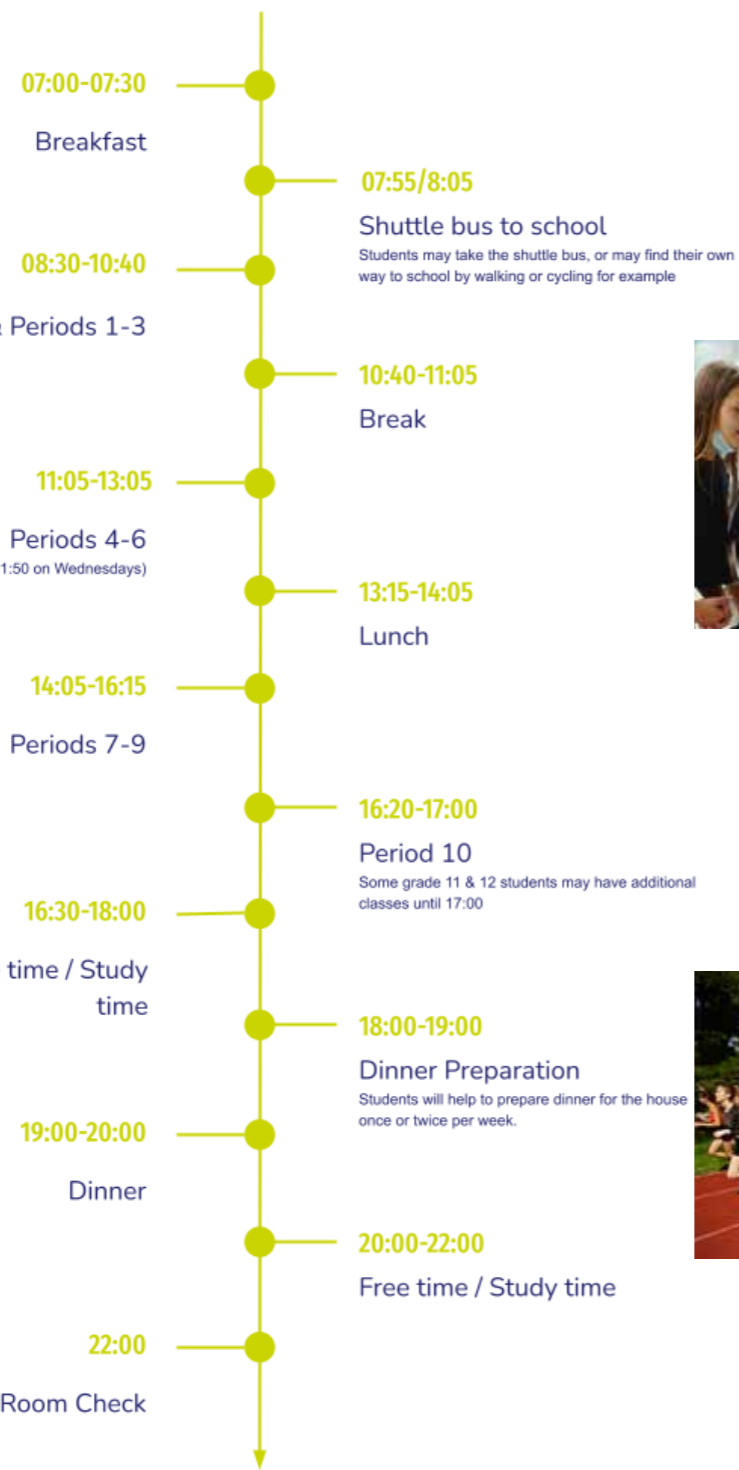 07:00-07:30
Breakfast
07:55/8:05
Shuttle bus to school
Students may take the shuttle bus, or may find their own
way to school by walking or cycling for example
08:30-10:40
Periods 1-3
10:40-11:05
Break
11:05-13:05
Periods 4-6
1:50 on Wednesdays)
13:15-14:05
Lunch
14:05-16:15
Periods 7-9
16:20-17:00
Period 10
Some grade 11 & 12 students may have additional
classes until 17:00
16:30-18:00
time / Study
time
18:00-19:00
Dinner Preparation
Students will help to prepare dinner for the house
once or twice per week.
19:00-20:00
Dinner
20:00-22:00
Free time / Study time
22:00
Room Check